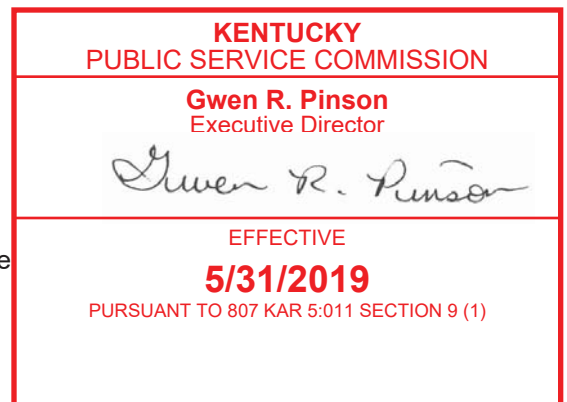 KENTUCKY
PUBLIC SERVICE COMMISSION
Gwen R. Pinson
Executive Director
Gwen R. Pinson
e
EFFECTIVE
5/31/2019
PURSUANT TO 807 KAR 5:011 SECTION 9 (1)